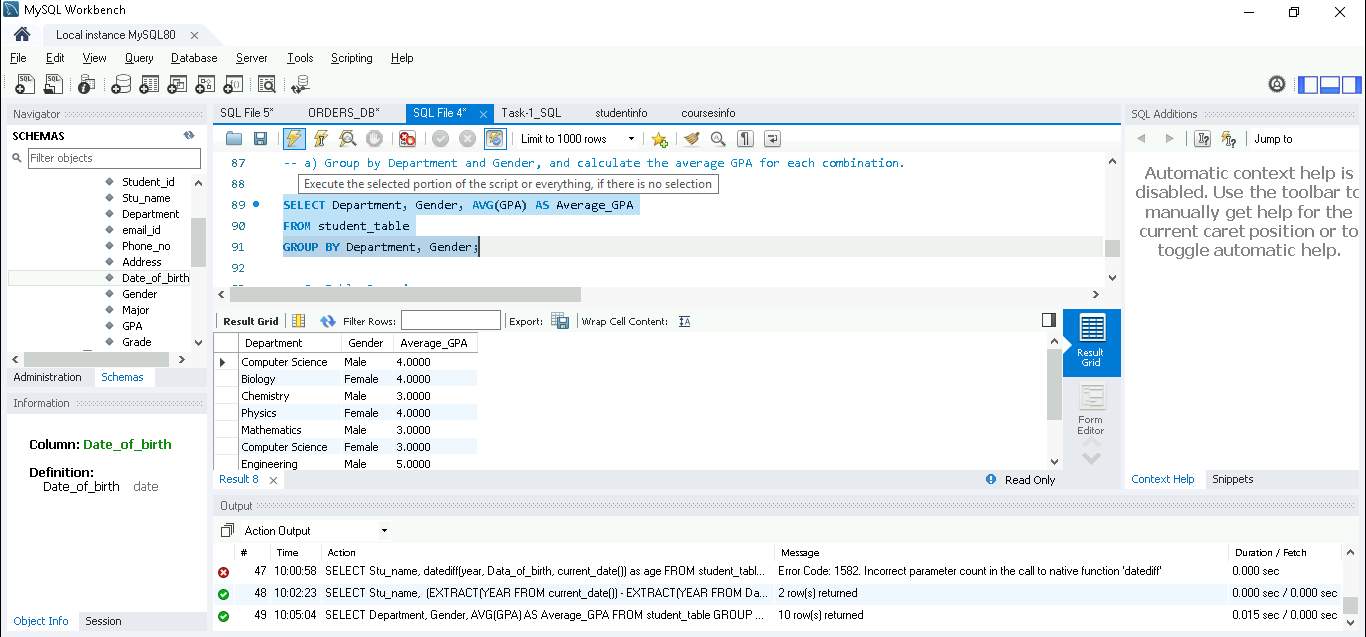 MySQL Workbench
Local instance MySQL80
File Edit View Query Database Server Tools Scripting Help
Navigator
SCHEMAS
Filter objects
Student_id
Stu_name
Department
email_id
Phone_no
Address
Date_of_birth
Gender
Major
GPA
Grade
Administration Schemas
Information
Column: Date_of_birth
Definition:
Date_of_birth date
Object Info Session
SQL File 5* ORDERS_DB* SQL File 4* Task-1_SQL studentinfo coursesinfo
Limit to 1000 rows
87 -- a) Group by Department and Gender, and calculate the average GPA for each combination.
88
Execute the selected portion of the script or everything, if there is no selection
89 SELECT Department, Gender, AVG(GPA) AS Average_GPA
90 FROM student_table
91 GROUP BY Department, Gender;
92
Result Grid Filter Rows: Export: Wrap Cell Content:
Department Gender Average_GPA
Computer Science Male 4.0000
Biology Female 4.0000
Chemistry Male 3.0000
Physics Female 4.0000
Mathematics Male 3.0000
Computer Science Female 3.0000
Engineering Male 5.0000
Result Grid
Form Editor
Result 8 Read Only
SQL Additions
Jump to
Automatic context help is
disabled. Use the toolbar to
manually get help for the
current caret position or to
toggle automatic help.
Context Help Snippets
Output
Action Output
# Time Action Message Duration / Fetch
47 10:00:58 SELECT Stu_name, datediff(year, Data_of_birth, current_date()) as age FROM student_tabl... Error Code: 1582. Incorrect parameter count in the call to native function 'datediff' 0.000 sec
48 10:02:23 SELECT Stu_name, (EXTRACT(YEAR FROM current_date()) - EXTRACT(YEAR FROM Da... 2 row(s) returned 0.000 sec / 0.000 sec
49 10:05:04 SELECT Department, Gender, AVG(GPA) AS Average_GPA FROM student_table GROUP ... 10 row(s) returned 0.015 sec / 0.000 sec